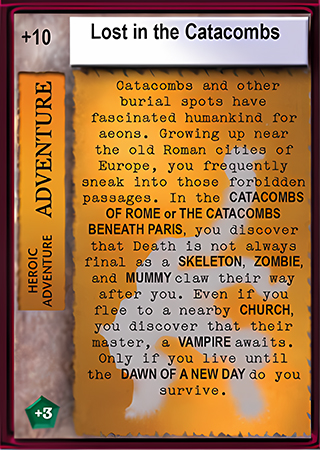 +10
Lost in the Catacombs
HEROIC
ADVENTURE
ADVENTURE
Catacombs and other
burial spots have
fascinated humankind for
aeons. Growing up near
the old Roman cities of
Europe, you frequently
sneak into those forbidden
passages. In the CATACOMBS
OF ROME or THE CATACOMBS
BENEATH PARIS, you discover
that Death is not always
final as a SKELETON, ZOMBIE,
and MUMMY claw their way
after you. Even if you
flee to a nearby CHURCH,
you discover that their
master, a VAMPIRE awaits.
Only if you live until
the DAWN OF A NEW DAY do you
survive.
+3